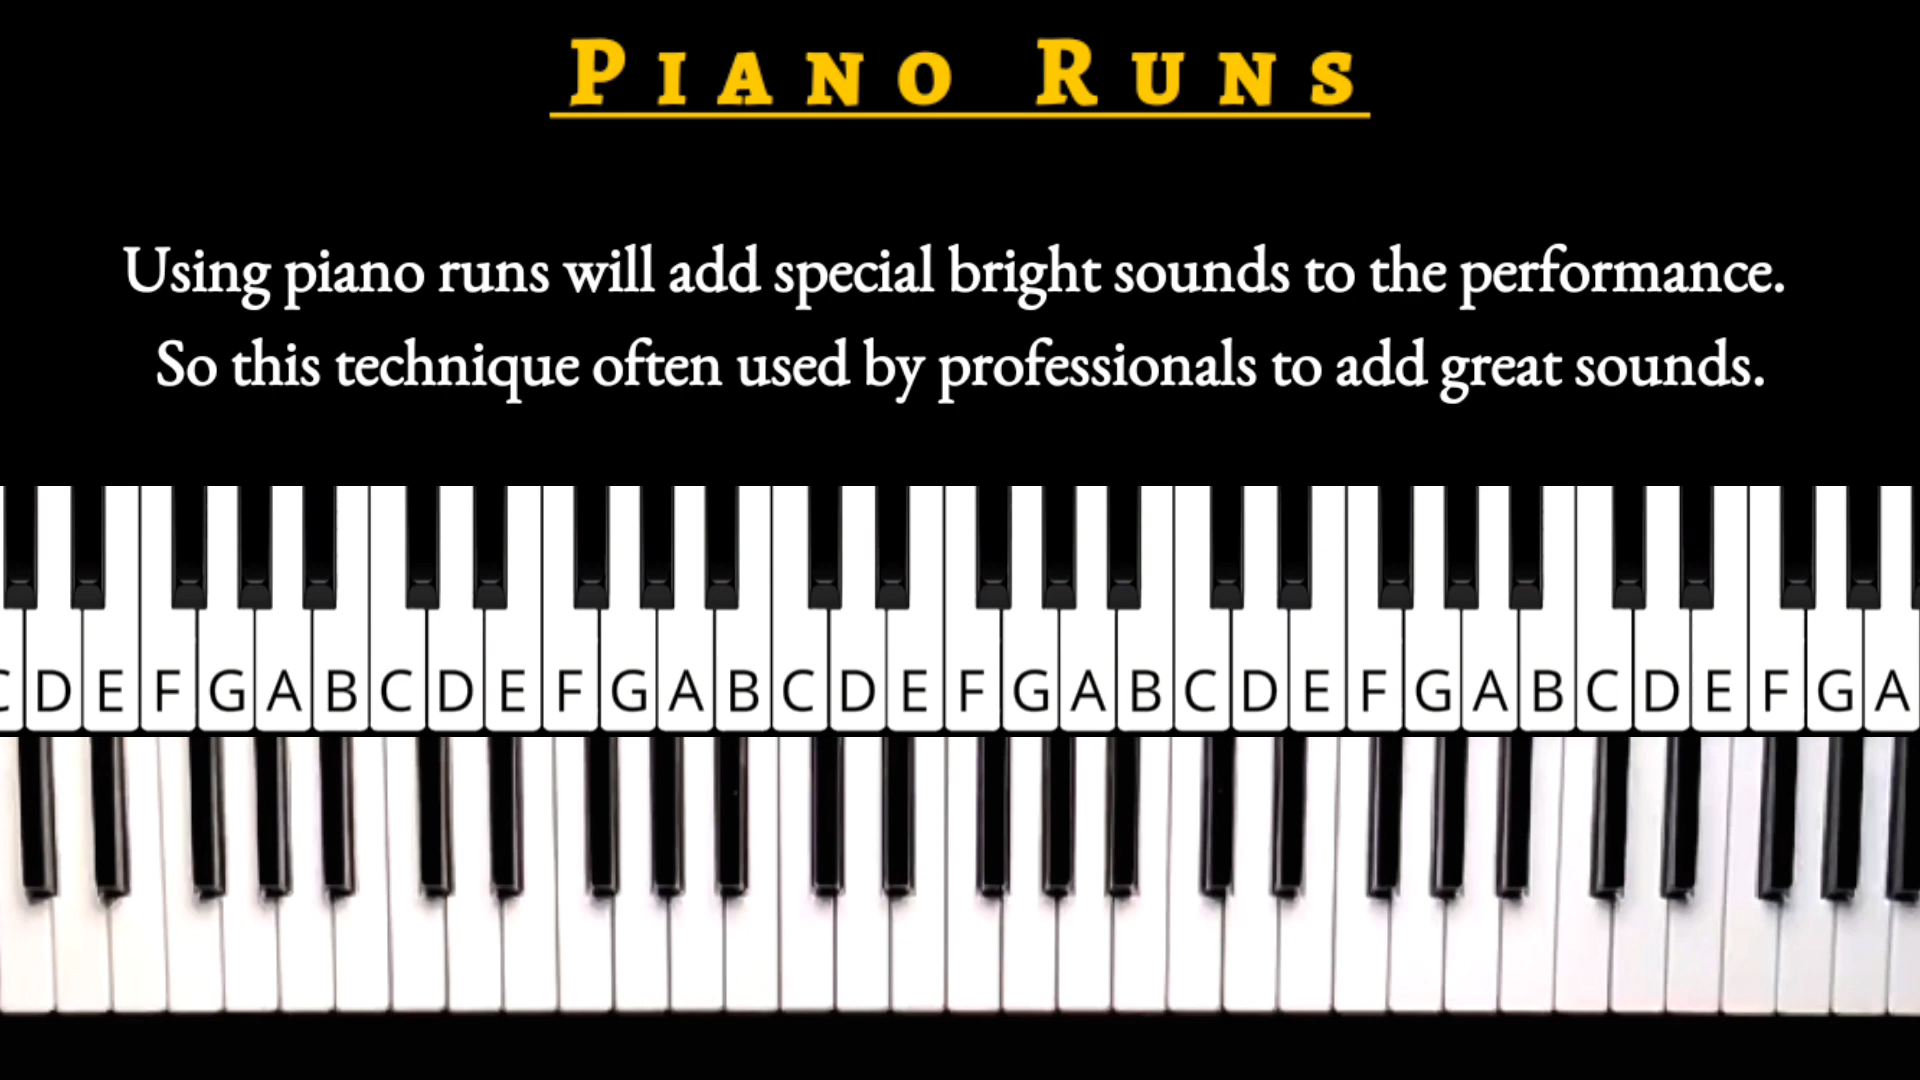 Piano Runs
Using piano runs will add special bright sounds to the performance.
So this technique often used by professionals to add great sounds.
C D E F G A B C D E F G A B C D E F G A B C D E F G A B C D E F G A